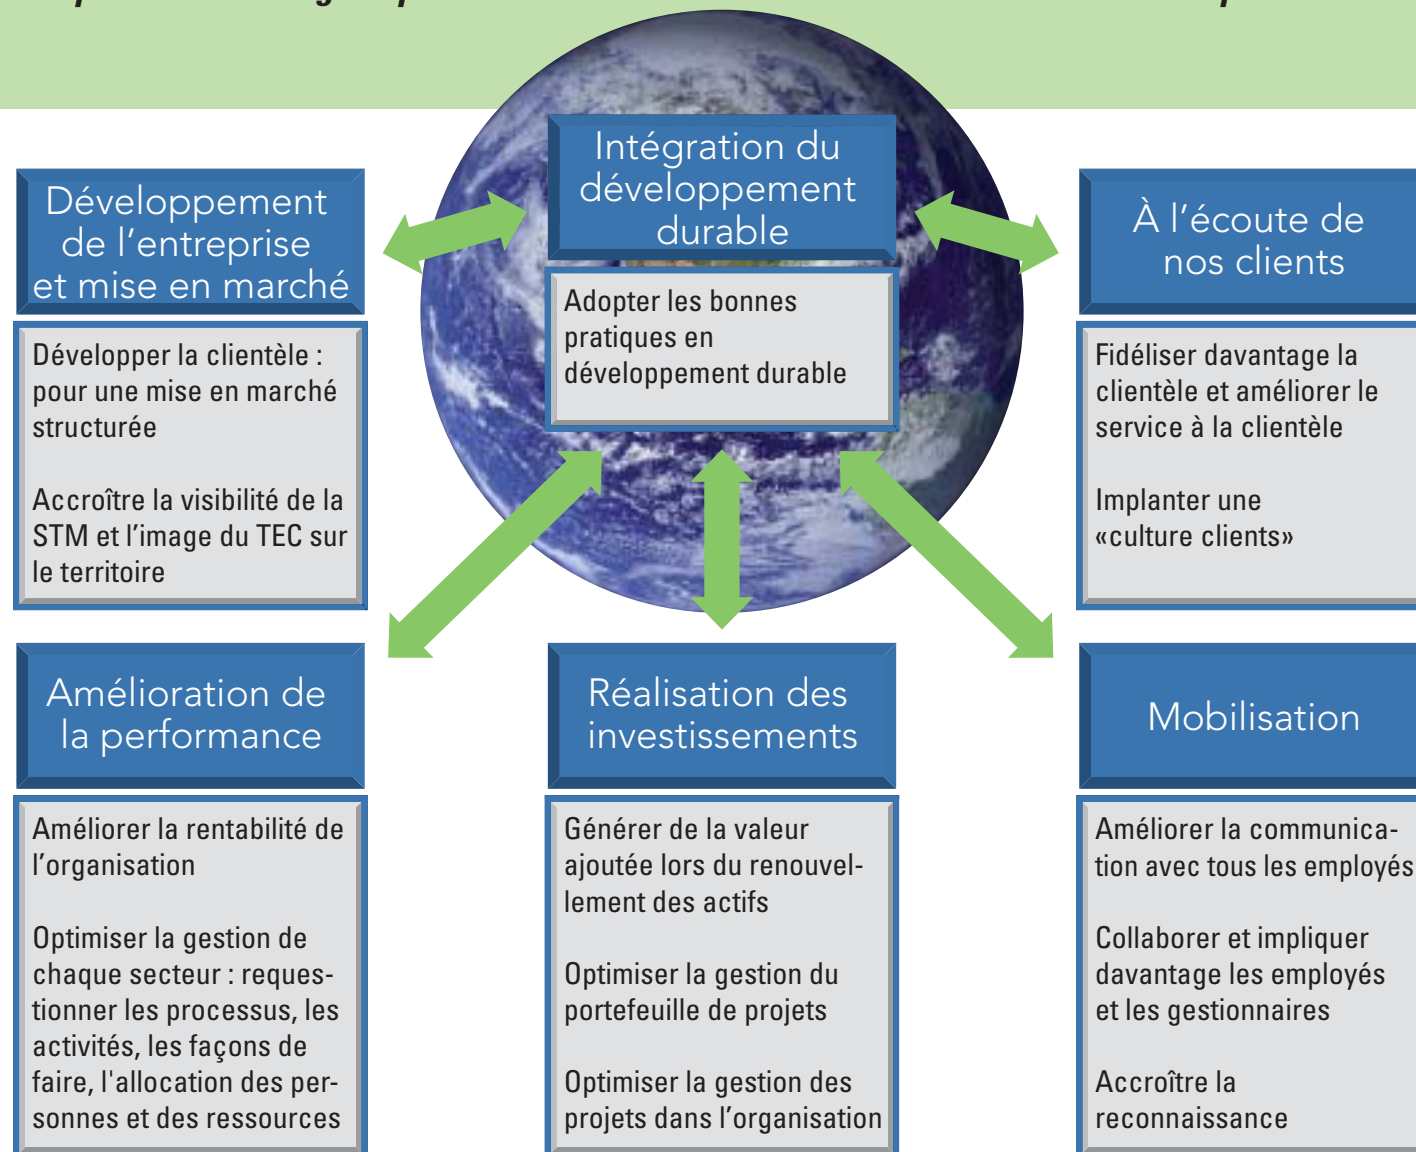 Intégration du
développement
durable
Adopter les bonnes
pratiques en
développement durable
Développement
de l’entreprise
et mise en marché
Développer la clientèle :
pour une mise en marché
structurée
Accroître la visibilité de la
STM et l’image du TEC sur
le territoire
À l’écoute de
nos clients
Fidéliser davantage la
clientèle et améliorer le
service à la clientèle
Implanter une
«culture clients»
Amélioration de
la performance
Améliorer la rentabilité de
l’organisation
Optimiser la gestion de
chaque secteur : reques-
tionner les processus, les
activités, les façons de
faire, l'allocation des per-
sonnes et des ressources
Réalisation des
investissements
Générer de la valeur
ajoutée lors du renouvel-
lement des actifs
Optimiser la gestion du
portefeuille de projets
Optimiser la gestion des
projets dans l’organisation
Mobilisation
Améliorer la communica-
tion avec tous les employés
Collaborer et impliquer
davantage les employés
et les gestionnaires
Accroître la
reconnaissance